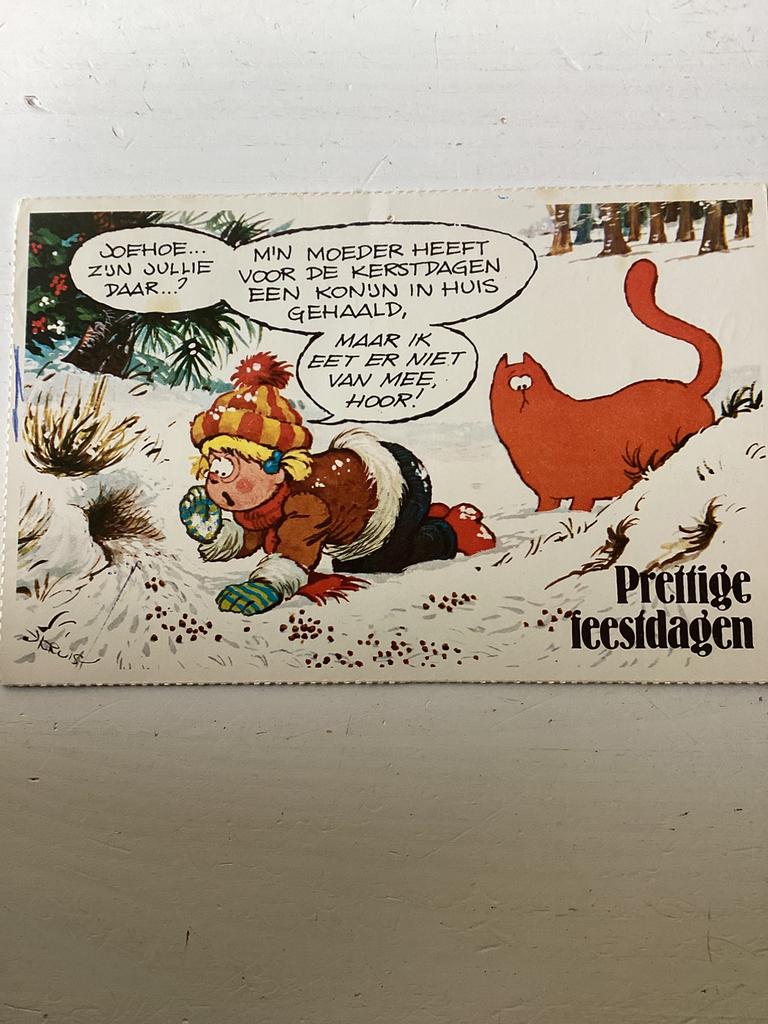 JOEHOE...
ZIJN JULLIE
DAAR...?
M'N MOEDER HEEFT
VOOR DE KERSTDAGEN
EEN KONIJN IN HUIS
GEHAALD,
MAAR IK
EET ER NIET
VAN MEE,
HOOR!
Prettige
feestdagen